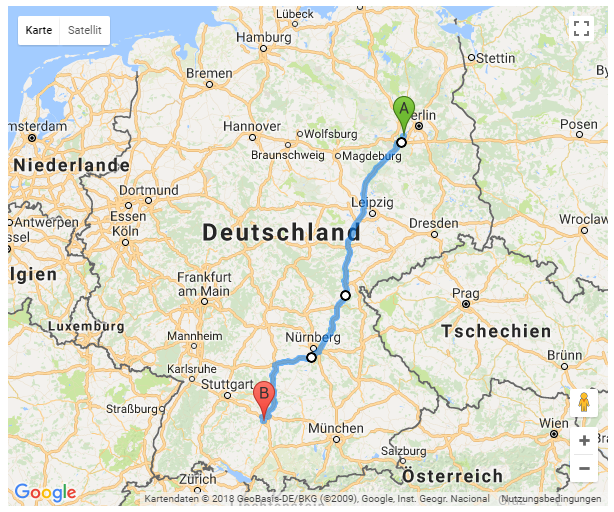 Karte Satellit
Lübeck
Hamburg
Stettin
Bremen
A
erlin
msterdam
Hannover
Wolfsburg
Posen
Braunschweig
Magdeburg
Niederlande
Dortmund
Leipzig
Essen
Antwerpen
Köln
Deutschland
Dresden
Wroclaw
ssel
lgien
Frankfurt
am Main
Prag
Luxemburg
Tschechien
Mannheim
Nürnberg
Brünn
Karlsruhe
Stuttgart
B
Straßburg
München
Wien
Salzburg
Zürich
Österreich
Google
Kartendaten © 2018 GeoBasis-DE/BKG (©2009), Google, Inst. Geogr. Nacional Nutzungsbedingungen